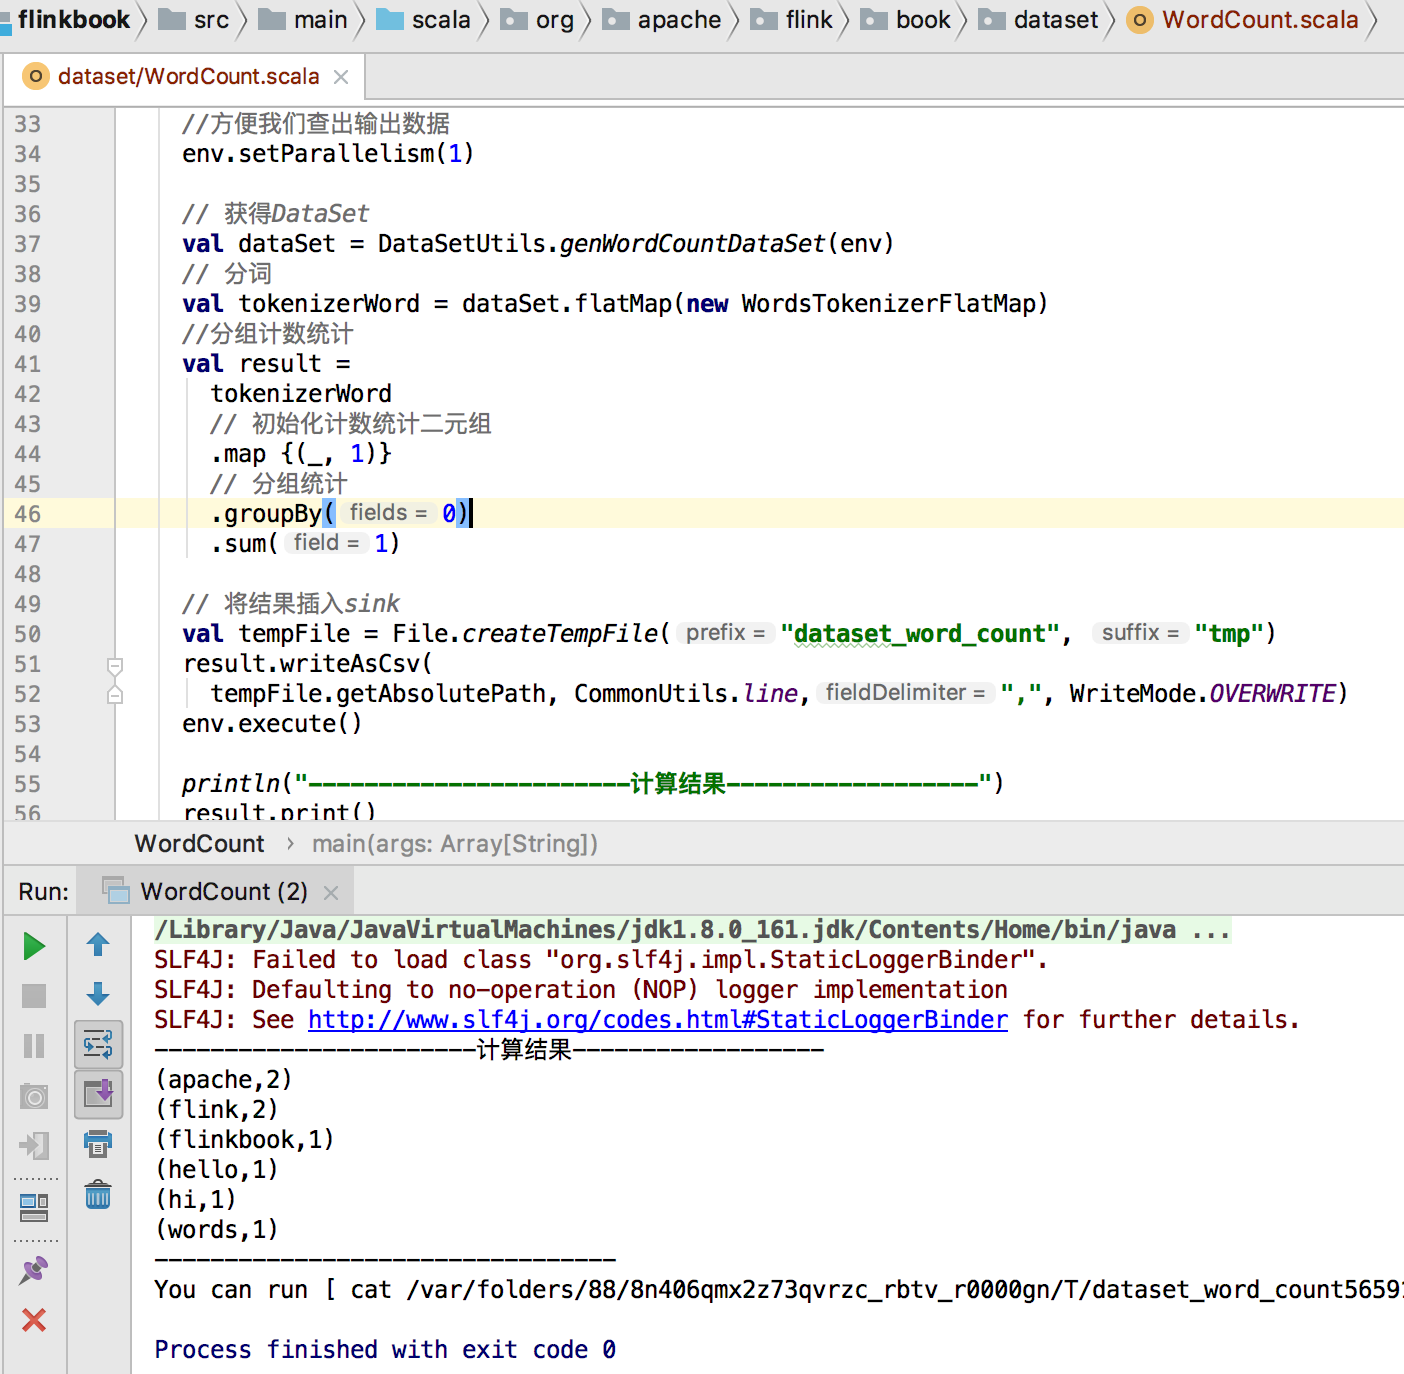 flinkbook src main scala org apache flink book dataset WordCount.scala
dataset/WordCount.scala
33 //方便我们查出输出数据
34 env.setParallelism(1)
35
36 // 获得DataSet
37 val dataSet = DataSetUtils.genWordCountDataSet(env)
38 // 分词
39 val tokenizerWord = dataSet.flatMap(new WordsTokenizerFlatMap)
40 //分组计数统计
41 val result =
42 tokenizerWord
43 // 初始化计数统计二元组
44 .map {(_, 1)}
45 // 分组统计
46 .groupBy( fields = 0)
47 .sum( field = 1)
48
49 // 将结果插入sink
50 val tempFile = File.createTempFile( prefix = "dataset_word_count", suffix = "tmp")
51 result.writeAsCsv(
52 tempFile.getAbsolutePath, CommonUtils.line, fieldDelimiter = ",", WriteMode.OVERWRITE)
53 env.execute()
54
55 println("-----------------------计算结果------------------")
56 result.print()
WordCount › main(args: Array[String])
Run: WordCount (2)
/Library/Java/JavaVirtualMachines/jdk1.8.0_161.jdk/Contents/Home/bin/java ...
SLF4J: Failed to load class "org.slf4j.impl.StaticLoggerBinder".
SLF4J: Defaulting to no-operation (NOP) logger implementation
SLF4J: See http://www.slf4j.org/codes.html#StaticLoggerBinder for further details.
-----------------------计算结果------------------
(apache,2)
(flink,2)
(flinkbook,1)
(hello,1)
(hi,1)
(words,1)
---------------------------------
You can run [ cat /var/folders/88/8n406qmx2z73qvrzc_rbtv_r0000gn/T/dataset_word_count56591
Process finished with exit code 0